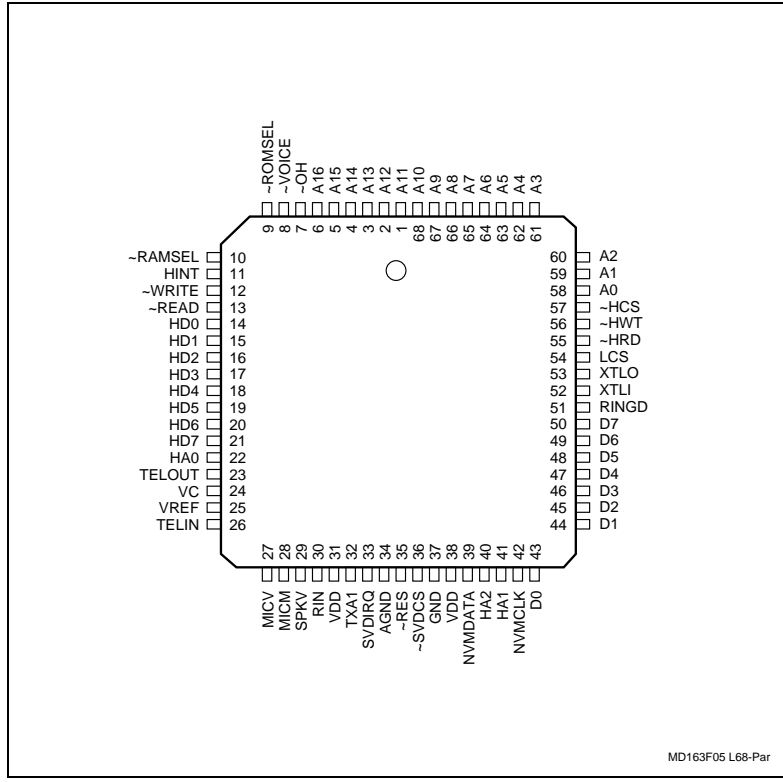 ~ROMSEL
~VOICE
~OH
A16
A15
A14
A13
A12
A11
A10
A9
A8
A7
A6
A5
A4
A3
9 8 7 6 5 4 3 2 1 68 67 66 65 64 63 62 61
~RAMSEL 10
HINT 11
~WRITE 12
~READ 13
HD0 14
HD1 15
HD2 16
HD3 17
HD4 18
HD5 19
HD6 20
HD7 21
HA0 22
TELOUT 23
VC 24
VREF 25
TELIN 26
60 A2
59 A1
58 A0
57 ~HCS
56 ~HWT
55 ~HRD
54 LCS
53 XTLO
52 XTLI
51 RINGD
50 D7
49 D6
48 D5
47 D4
46 D3
45 D2
44 D1
27 28 29 30 31 32 33 34 35 36 37 38 39 40 41 42 43
MICV
MICM
SPKV
RIN
VDD
TXA1
SVDIRQ
AGND
~RES
~SVDCS
GND
VDD
NVMDATA
HA2
HA1
NVMCLK
D0
MD163F05 L68-Par